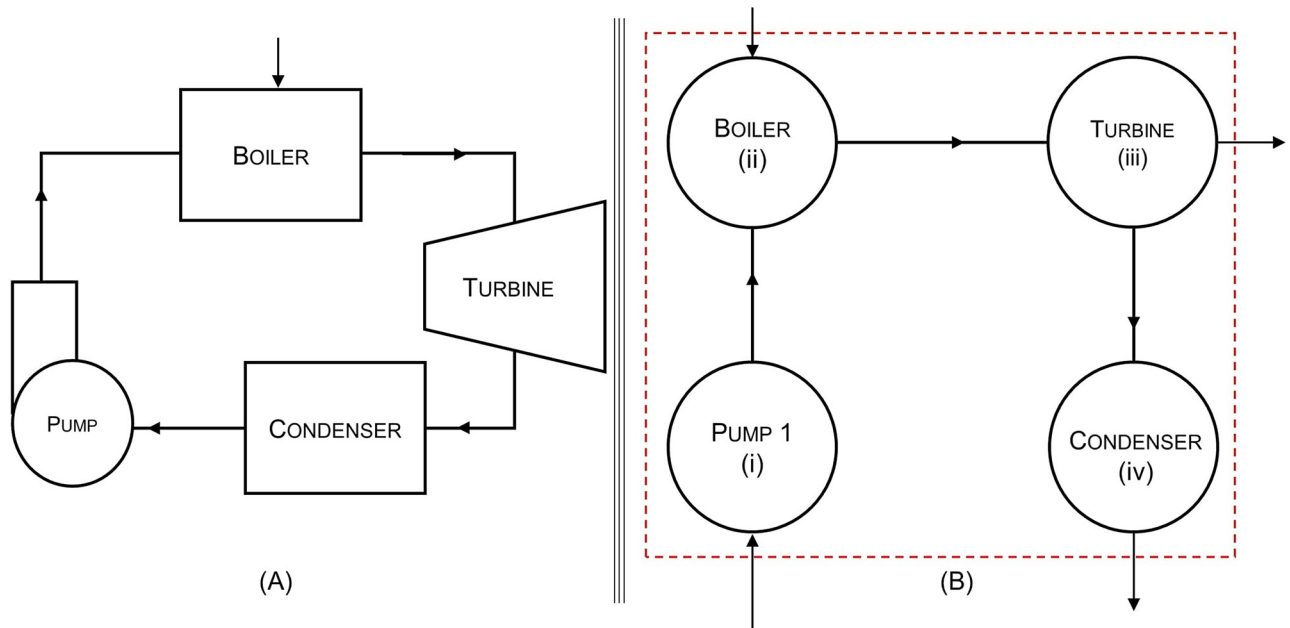 BOILER
TURBINE
PUMP
CONDENSER
(A)
BOILER
(ii)
TURBINE
(iii)
PUMP 1
(i)
CONDENSER
(iv)
(B)